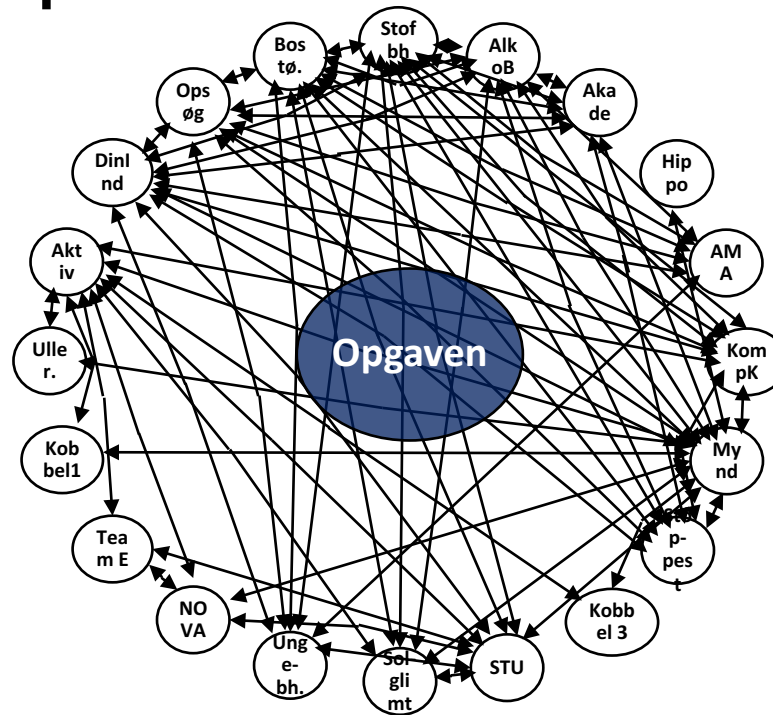 Stof
bh
Bos
tø.
Alk
oB
Ops
øg
Aka
de
DinI
nd
Hip
po
Akt
iv
AM
A
Opgaven
Ulle
r.
Kom
pK
Kob
bel1
My
nd
p-
pes
t
Tea
m E
NO
VA
Kobb
el 3
Ung
e-
bh.
Sol
gli
mt
STU